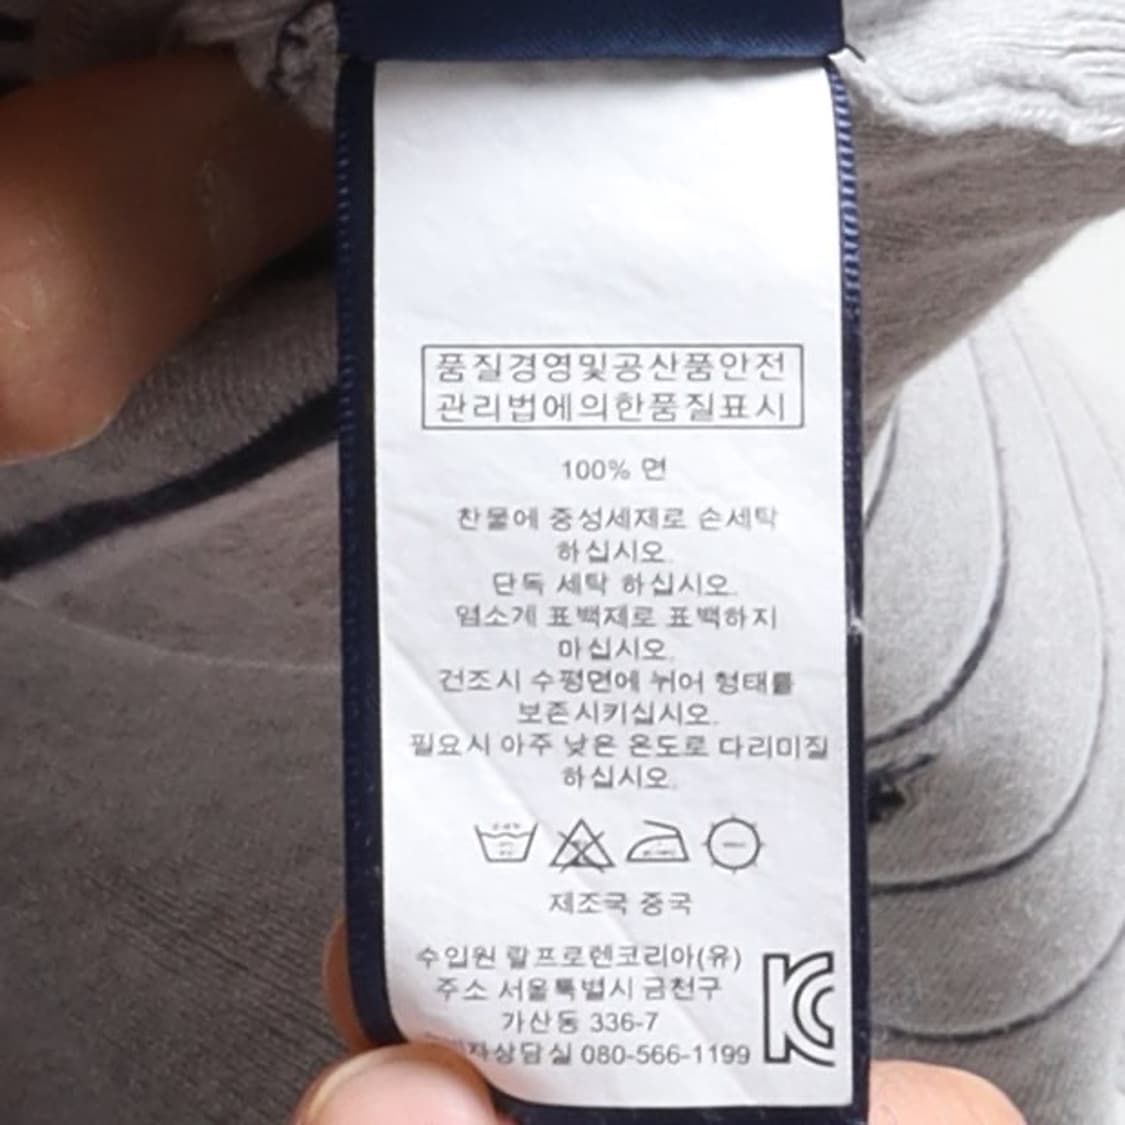 품질경영및공산품안전
관리법에의한품질표시
100% 면
찬물에 중성세제로 손세탁
하십시오.
단독 세탁 하십시오.
염소계 표백제로 표백하지
마십시오.
건조시 수평면에 뉘어 형태를
보존시키십시오.
필요시 아주 낮은 온도로 다리미질
하십시오.
제조국 중국
수입원 랄프로렌코리아(유)
주소 서울특별시 금천구
가산동 336-7
자상담실 080-566-1199